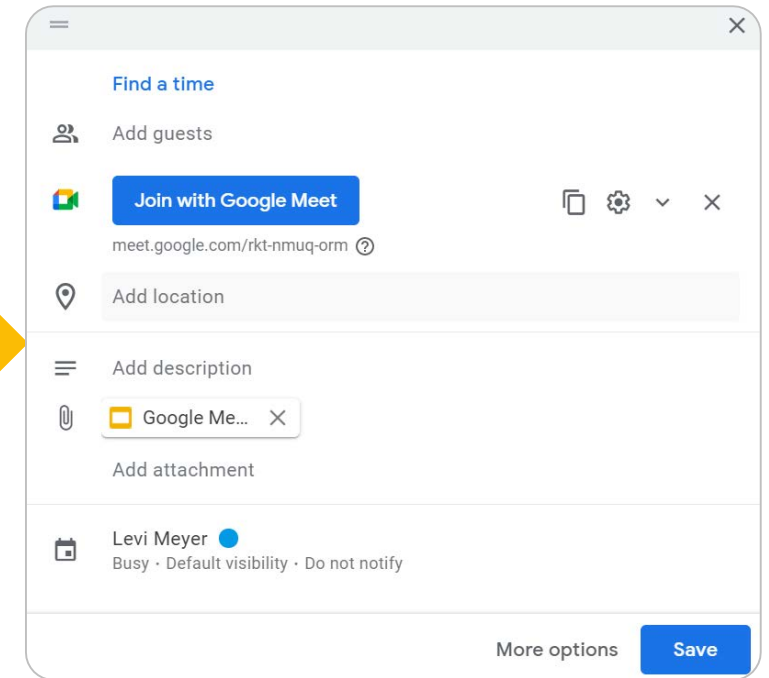 Find a time
Add guests
Join with Google Meet
meet.google.com/rkt-nmuq-orm
Add location
Add description
Google Me...
Add attachment
Levi Meyer
Busy · Default visibility · Do not notify
More options Save